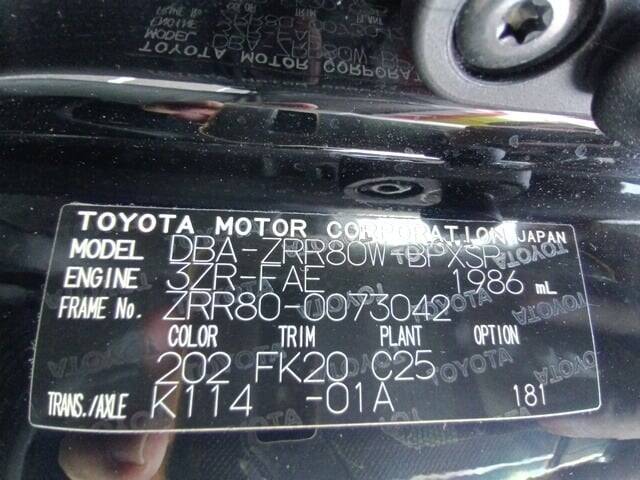 TOYOTA MOTOR CORPORATION JAPAN
MODEL DBA-ZRR80W-BPXSP
ENGINE 3ZR-FAE 1986 mL
FRAME No. ZRR80-0073042
COLOR TRIM PLANT OPTION
202 FK20 C25
TRANS./AXLE K114 -01A 181